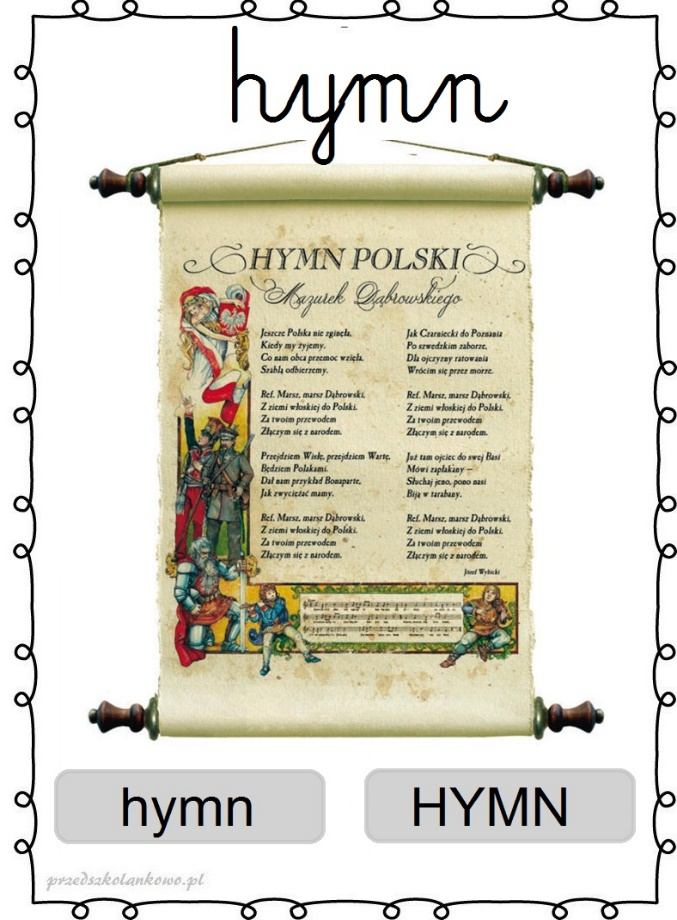 hymn
HYMN POLSKI
Mazurek Dąbrowskiego
Jeszcze Polska nie zginęła,
Kiedy my żyjemy.
Co nam obca przemoc wzięła,
Szablą odbierzemy.
Ref. Marsz, marsz Dąbrowski,
Z ziemi włoskiej do Polski.
Za twoim przewodem
Złączym się z narodem.
Przejdziem Wisłę, przejdziem Wartę,
Będziem Polakami.
Dał nam przykład Bonaparte,
Jak zwyciężać mamy.
Ref. Marsz, marsz Dąbrowski,
Z ziemi włoskiej do Polski.
Za twoim przewodem
Złączym się z narodem.
Jak Czarniecki do Poznania
Po szwedzkim zaborze,
Dla ojczyzny ratowania
Wrócim się przez morze.
Ref. Marsz, marsz Dąbrowski,
Z ziemi włoskiej do Polski.
Za twoim przewodem
Złączym się z narodem.
Już tam ojciec do swej Basi
Mówi zapłakany –
Słuchaj jeno, pono nasi
Biją w tarabany.
Ref. Marsz, marsz Dąbrowski,
Z ziemi włoskiej do Polski.
Za twoim przewodem
Złączym się z narodem.
Józef Wybicki
hymn
HYMN
przedszkolankowo.pl